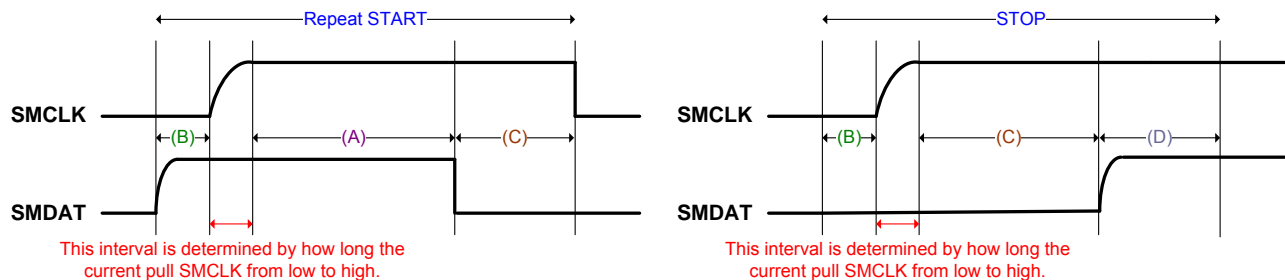 Repeat START
SMCLK
(B)
(A)
(C)
SMDAT
This interval is determined by how long the
current pull SMCLK from low to high.
STOP
SMCLK
(B)
(C)
(D)
SMDAT
This interval is determined by how long the
current pull SMCLK from low to high.